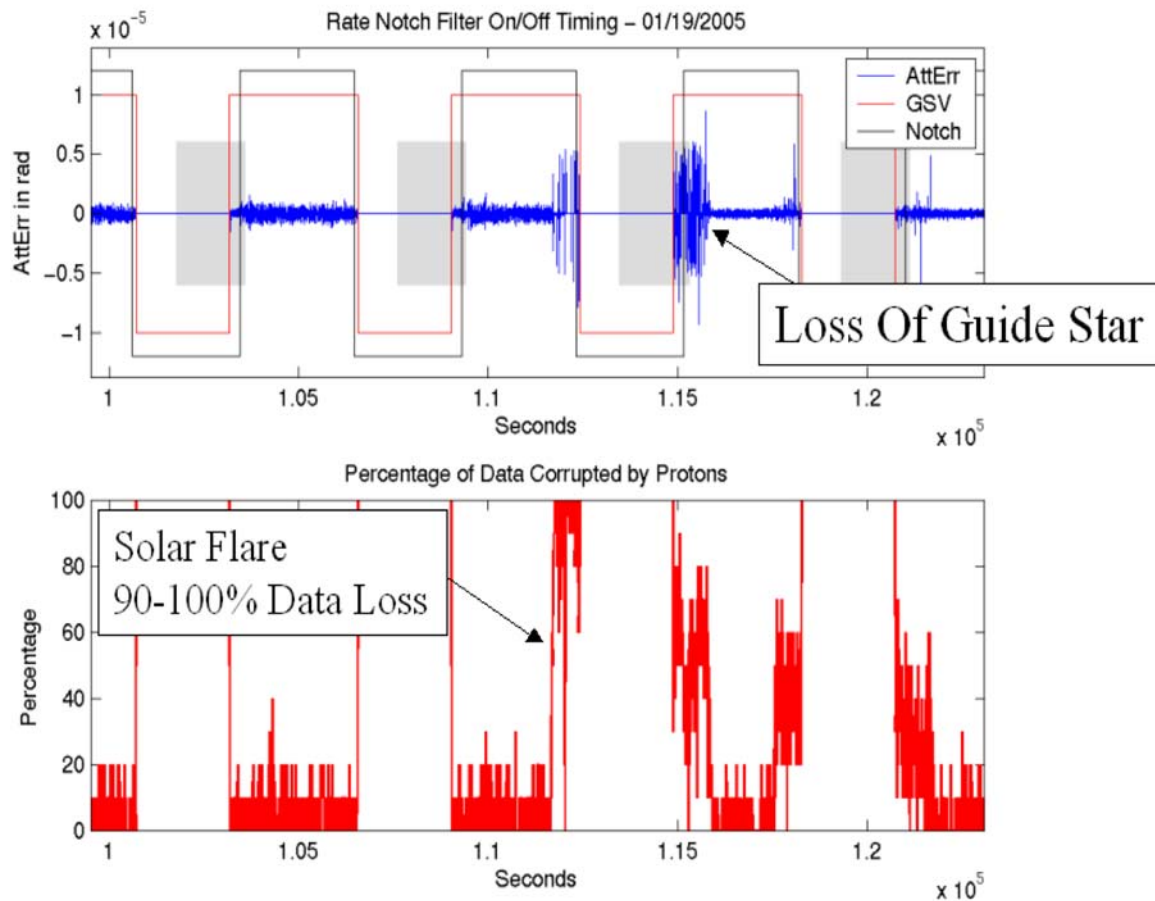 Rate Notch Filter On/Off Timing – 01/19/2005
x 10⁻⁵
AttErr
GSV
Notch
1
0.5
0
−0.5
−1
AttErr in rad
Loss Of Guide Star
1 1.05 1.1 1.15 1.2
Seconds
x 10⁵
Percentage of Data Corrupted by Protons
100
80
60
40
20
0
Percentage
Solar Flare
90-100% Data Loss
1 1.05 1.1 1.15 1.2
Seconds
x 10⁵